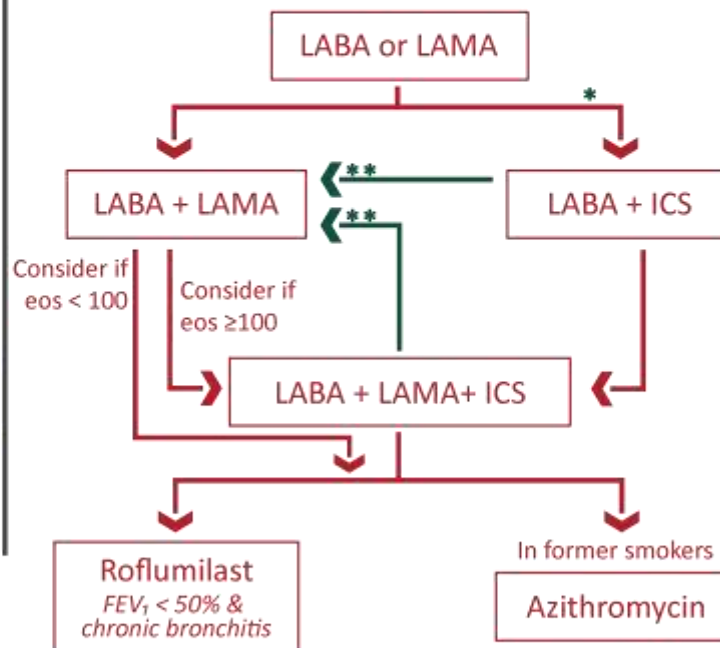 LABA or LAMA
*
LABA + LAMA
**
**
LABA + ICS
Consider if
eos < 100
Consider if
eos ≥100
LABA + LAMA+ ICS
Roflumilast
FEV₁ < 50% &
chronic bronchitis
In former smokers
Azithromycin